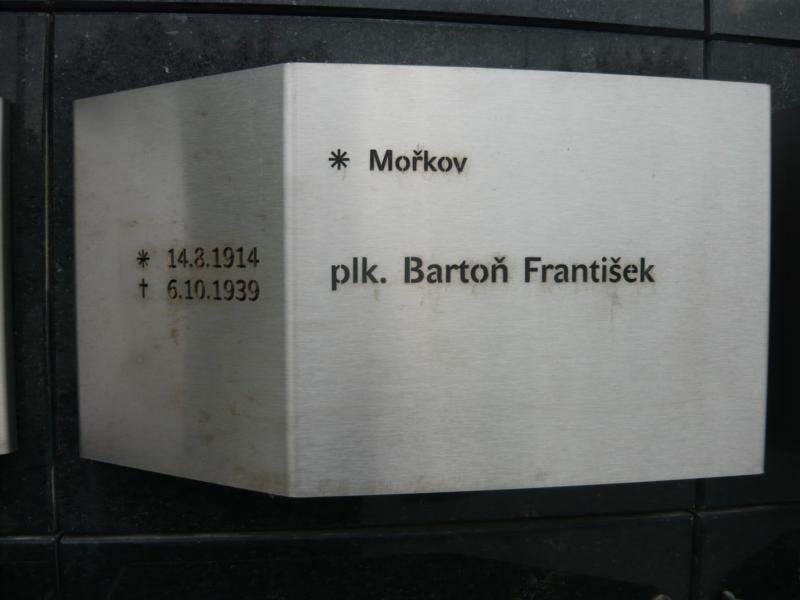 * 14.8.1914
† 6.10.1939
* Mořkov
plk. Bartoň František